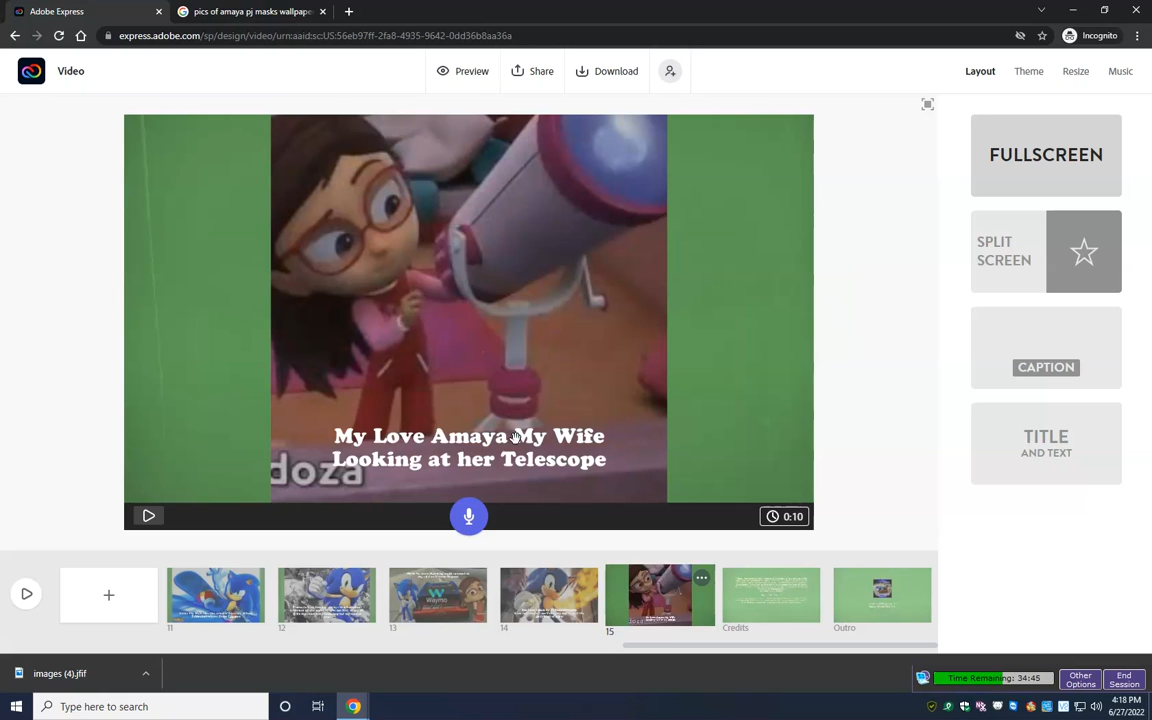 Adobe Express
pics of amaya pj masks wallpape
express.adobe.com/sp/design/video/urn:aaid:sc:US:56eb97ff-2fa8-4935-9642-0dd36b8aa36a
Incognito
Video
Preview
Share
Download
Layout
Theme
Resize
Music
FULLSCREEN
SPLIT
SCREEN
CAPTION
TITLE
AND TEXT
My Love Amaya My Wife
Looking at her Telescope
doza
0:10
11
12
13
14
15
Credits
Outro
Waymo
images (4).jfif
Time Remaining: 34:45
Other
Options
End
Session
Type here to search
4:18 PM
6/27/2022